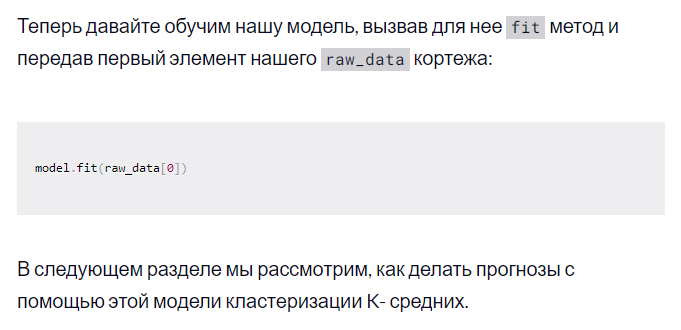 Теперь давайте обучим нашу модель, вызвав для нее fit метод и
передав первый элемент нашего raw_data кортежа:
model.fit(raw_data[0])
В следующем разделе мы рассмотрим, как делать прогнозы с
помощью этой модели кластеризации К- средних.